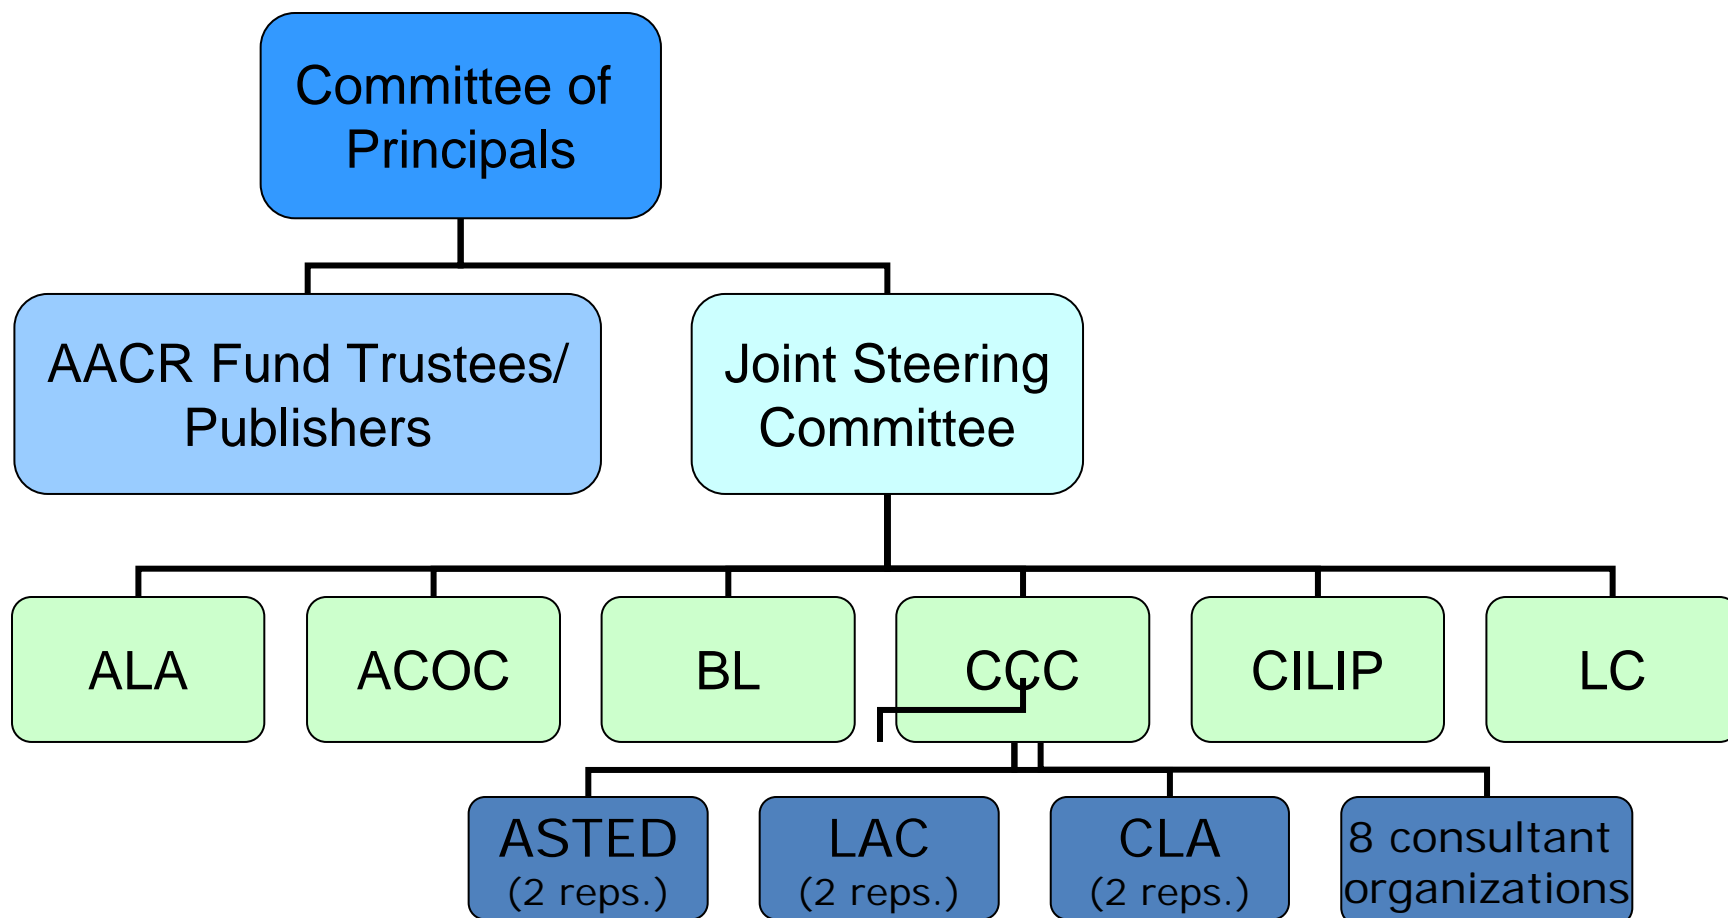 Committee of
Principals
AACR Fund Trustees/
Publishers
Joint Steering
Committee
ALA
ACOC
BL
CCC
CILIP
LC
ASTED
(2 reps.)
LAC
(2 reps.)
CLA
(2 reps.)
8 consultant
organizations